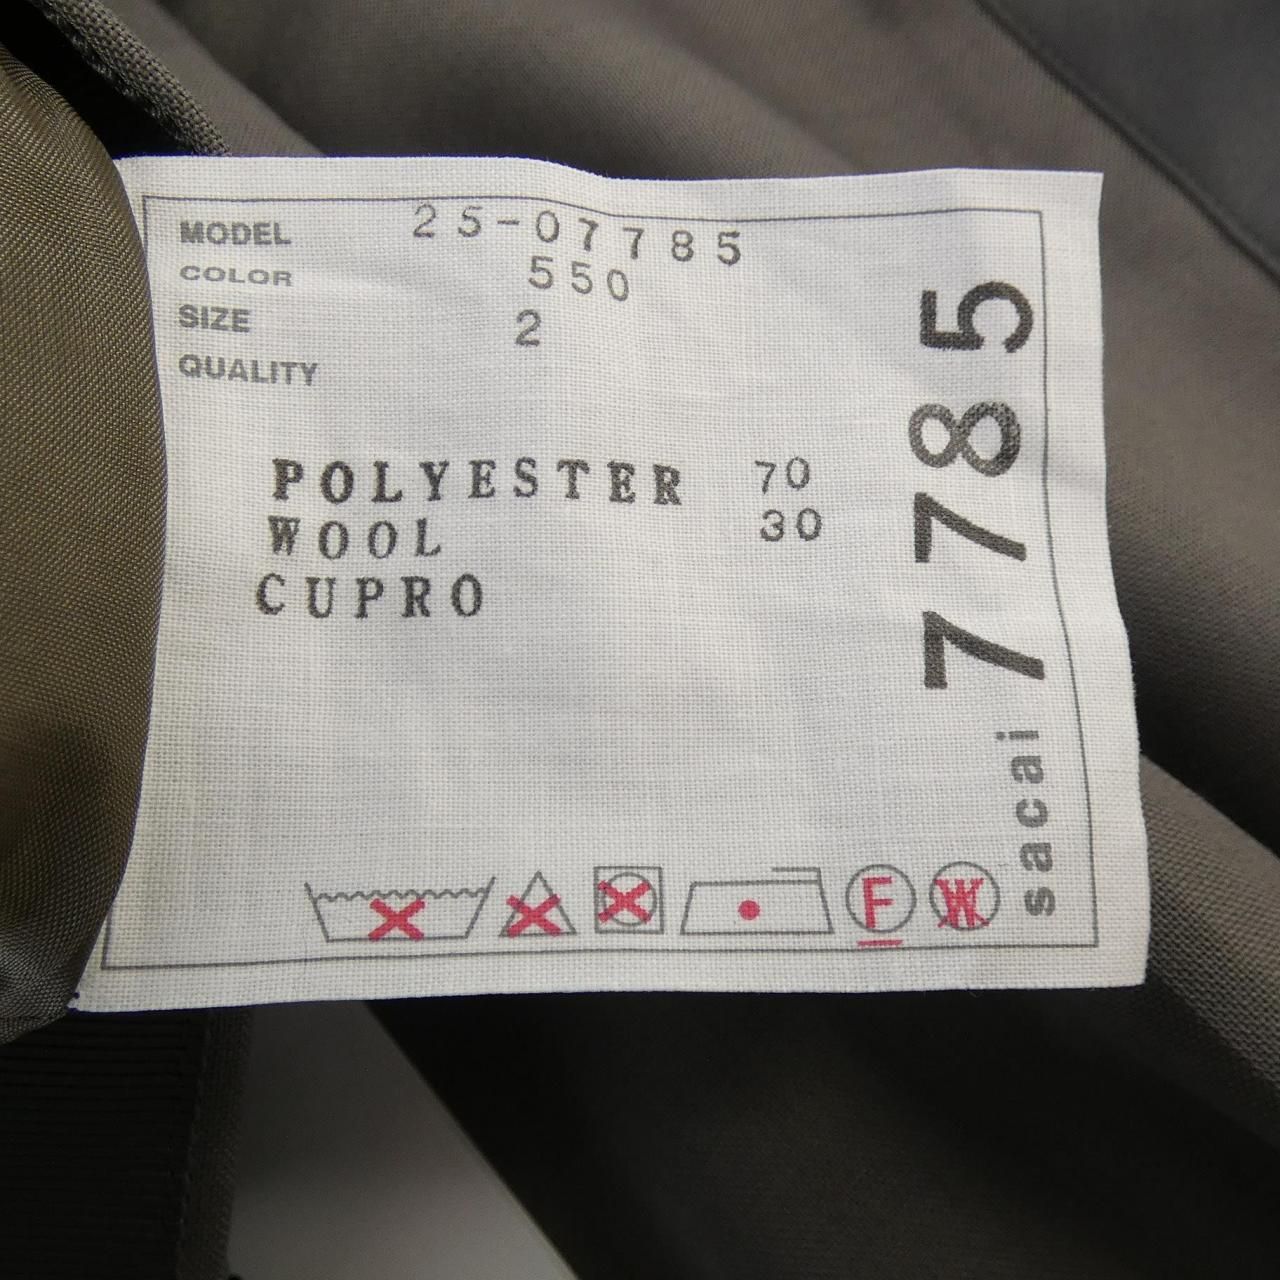 MODEL 25-07785
COLOR 550
SIZE 2
QUALITY
POLYESTER 70
WOOL 30
CUPRO
sacai 7785
F
W